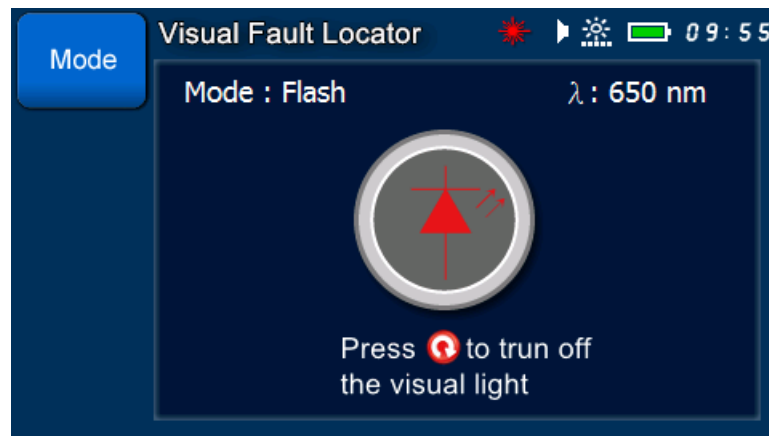 Mode
Visual Fault Locator 09:55
Mode : Flash λ : 650 nm
Press to trun off
the visual light